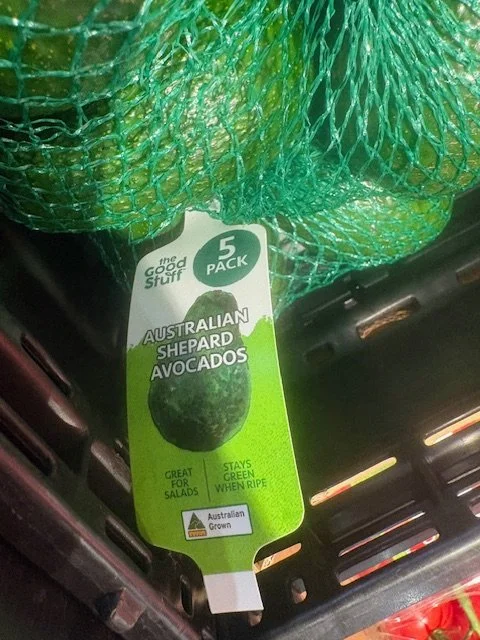 the
Good
Stuff
5
PACK
AUSTRALIAN
SHEPARD
AVOCADOS
GREAT
FOR
SALADS
STAYS
GREEN
WHEN RIPE
Australian
Grown